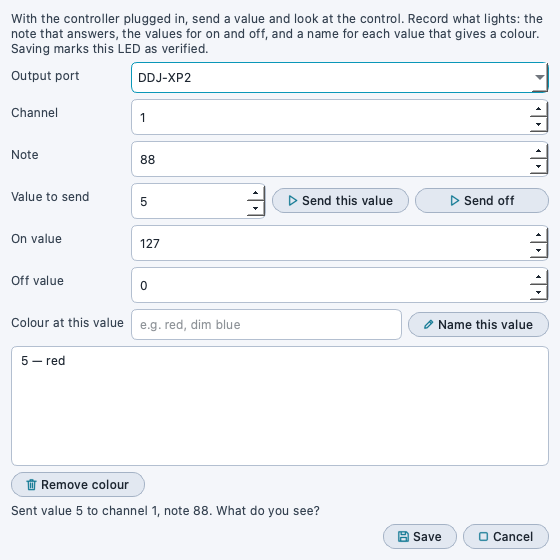 With the controller plugged in, send a value and look at the control. Record what lights: the
note that answers, the values for on and off, and a name for each value that gives a colour.
Saving marks this LED as verified.
Output port DDJ-XP2
Channel 1
Note 88
Value to send 5 Send this value Send off
On value 127
Off value 0
Colour at this value e.g. red, dim blue Name this value
5 — red
Remove colour
Sent value 5 to channel 1, note 88. What do you see?
Save Cancel